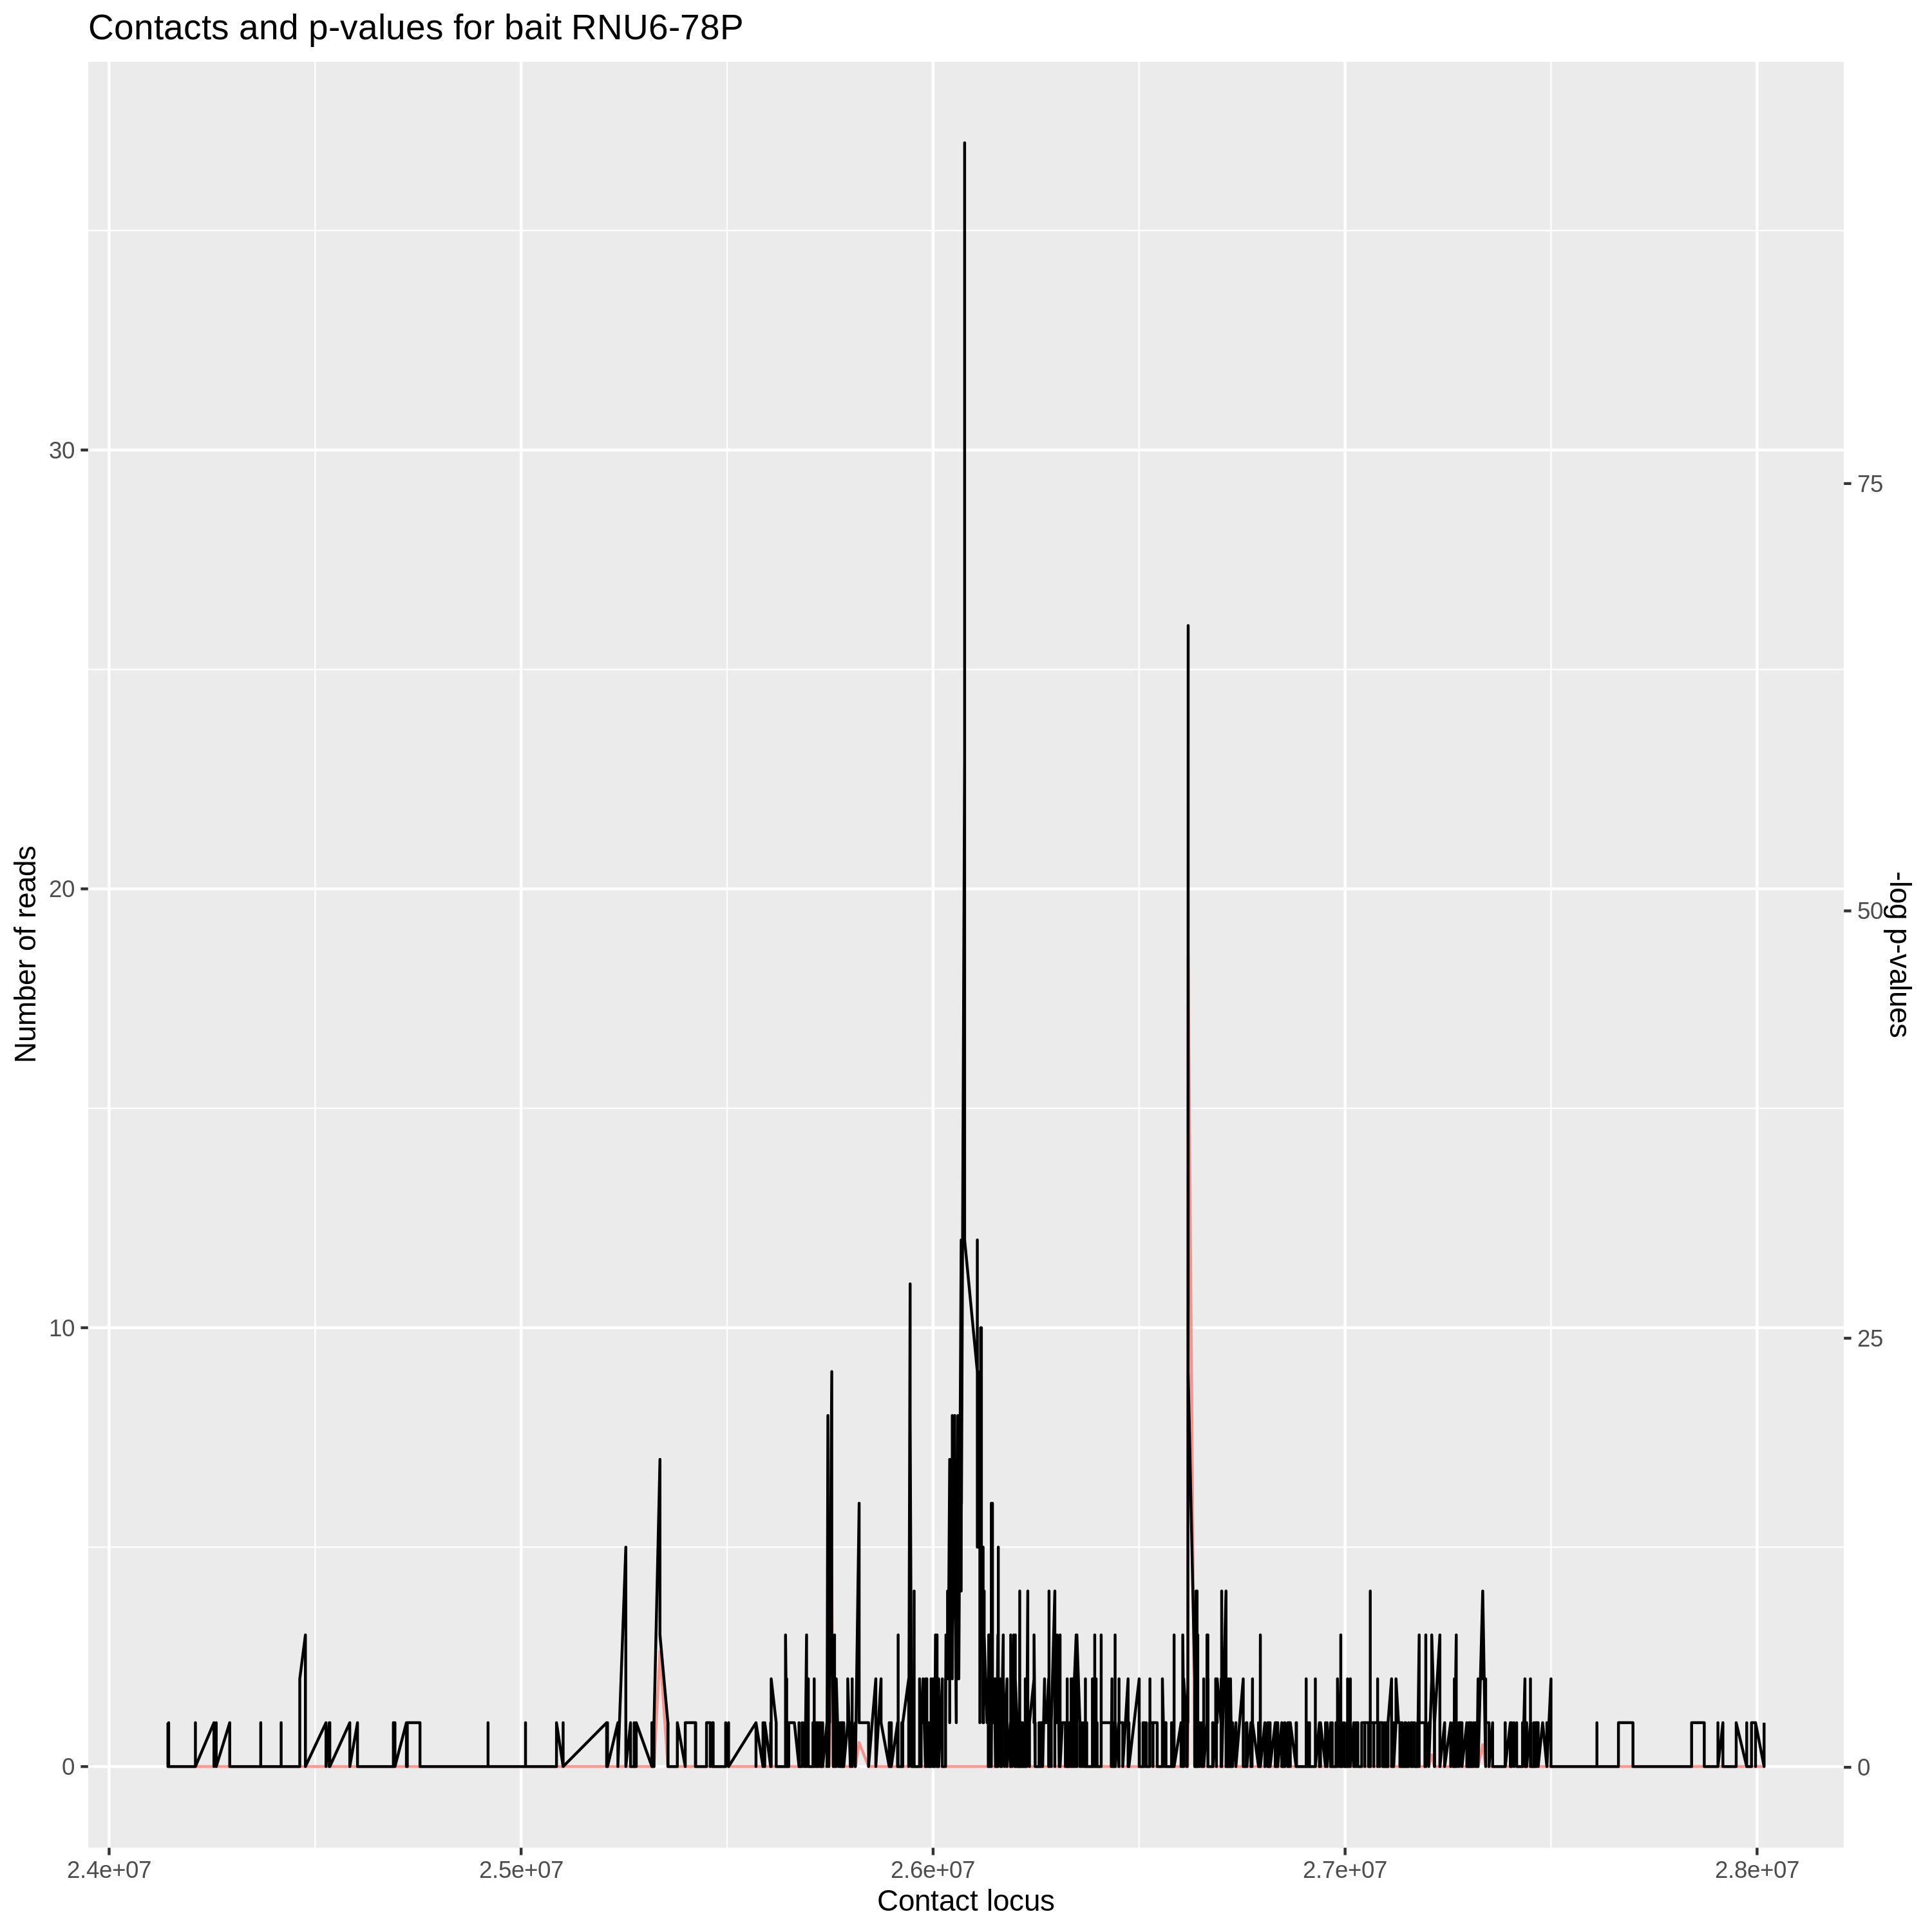 Contacts and p-values for bait RNU6-78P
Number of reads
30
20
10
0
75
50
25
0
-log p-values
2.4e+07 2.5e+07 2.6e+07 2.7e+07 2.8e+07
Contact locus